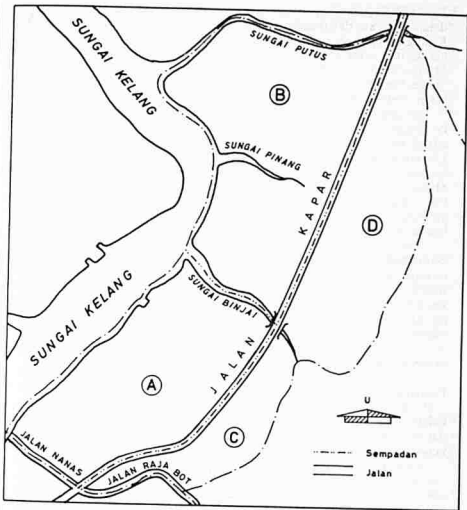 SUNGAI PUTUS
SUNGAI KELANG
B
SUNGAI PINANG
KAPAR
D
SUNGAI KELANG
SUNGAI BINJAI
JALAN
A
C
U
JALAN NANAS
JALAN RAJA BOT
Sempadan
Jalan